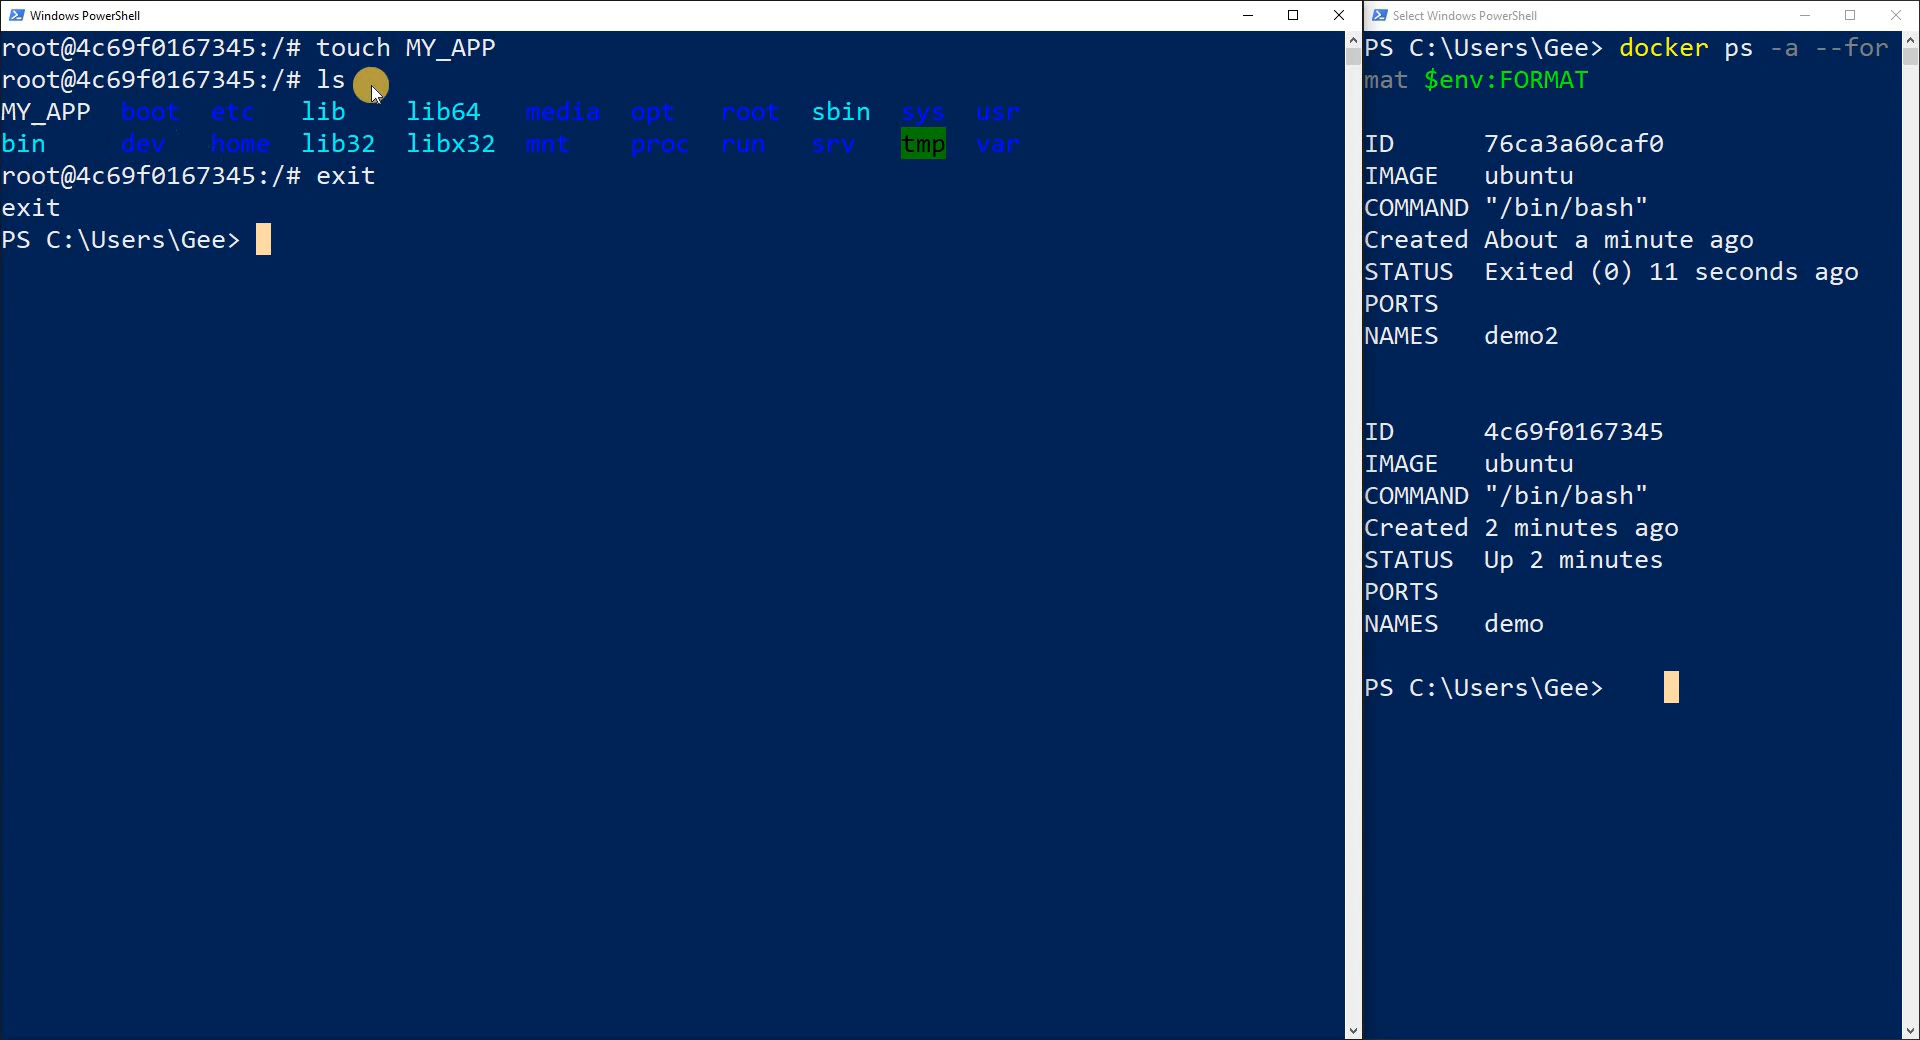 Windows PowerShell
root@4c69f0167345:/# touch MY_APP
root@4c69f0167345:/# ls
MY_APP boot etc lib lib64 media opt root sbin sys usr
bin dev home lib32 libx32 mnt proc run srv tmp var
root@4c69f0167345:/# exit
exit
PS C:\Users\Gee>
Select Windows PowerShell
PS C:\Users\Gee> docker ps -a --for
mat $env:FORMAT
ID 76ca3a60caf0
IMAGE ubuntu
COMMAND "/bin/bash"
Created About a minute ago
STATUS Exited (0) 11 seconds ago
PORTS
NAMES demo2
ID 4c69f0167345
IMAGE ubuntu
COMMAND "/bin/bash"
Created 2 minutes ago
STATUS Up 2 minutes
PORTS
NAMES demo
PS C:\Users\Gee>